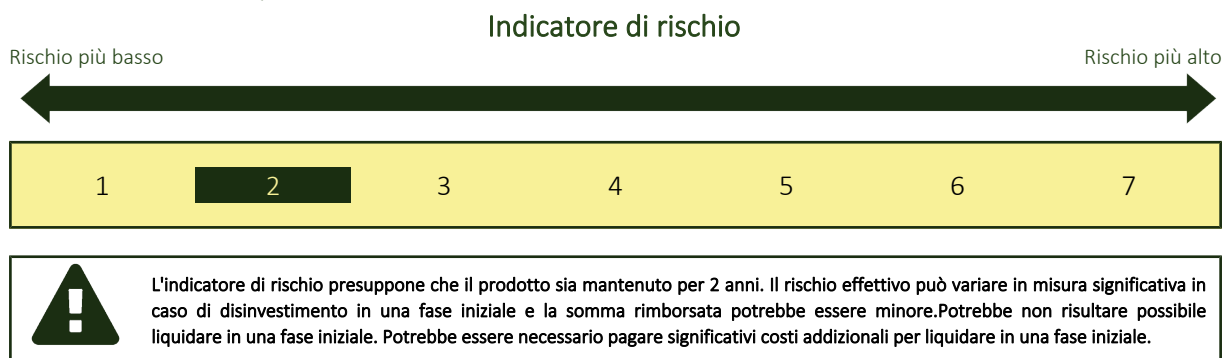 Indicatore di rischio
Rischio più basso Rischio più alto
1 2 3 4 5 6 7
L'indicatore di rischio presuppone che il prodotto sia mantenuto per 2 anni. Il rischio effettivo può variare in misura significativa in
caso di disinvestimento in una fase iniziale e la somma rimborsata potrebbe essere minore.Potrebbe non risultare possibile
liquidare in una fase iniziale. Potrebbe essere necessario pagare significativi costi addizionali per liquidare in una fase iniziale.